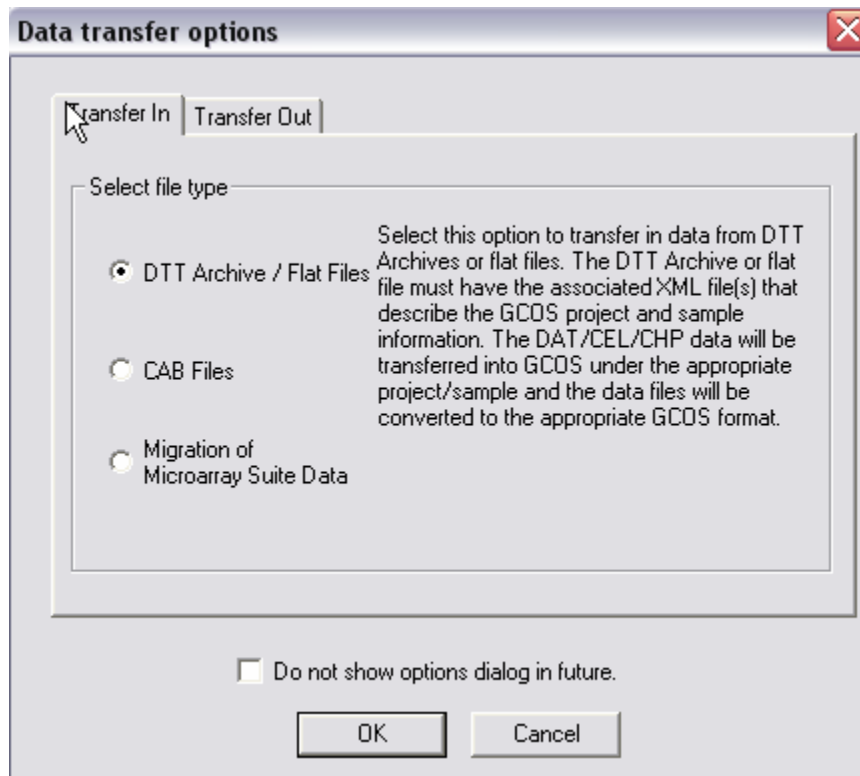 Data transfer options
Transfer In
Transfer Out
Select file type
DTT Archive / Flat Files
CAB Files
Migration of
Microarray Suite Data
Select this option to transfer in data from DTT
Archives or flat files. The DTT Archive or flat
file must have the associated XML file(s) that
describe the GCOS project and sample
information. The DAT/CEL/CHP data will be
transferred into GCOS under the appropriate
project/sample and the data files will be
converted to the appropriate GCOS format.
Do not show options dialog in future.
OK
Cancel